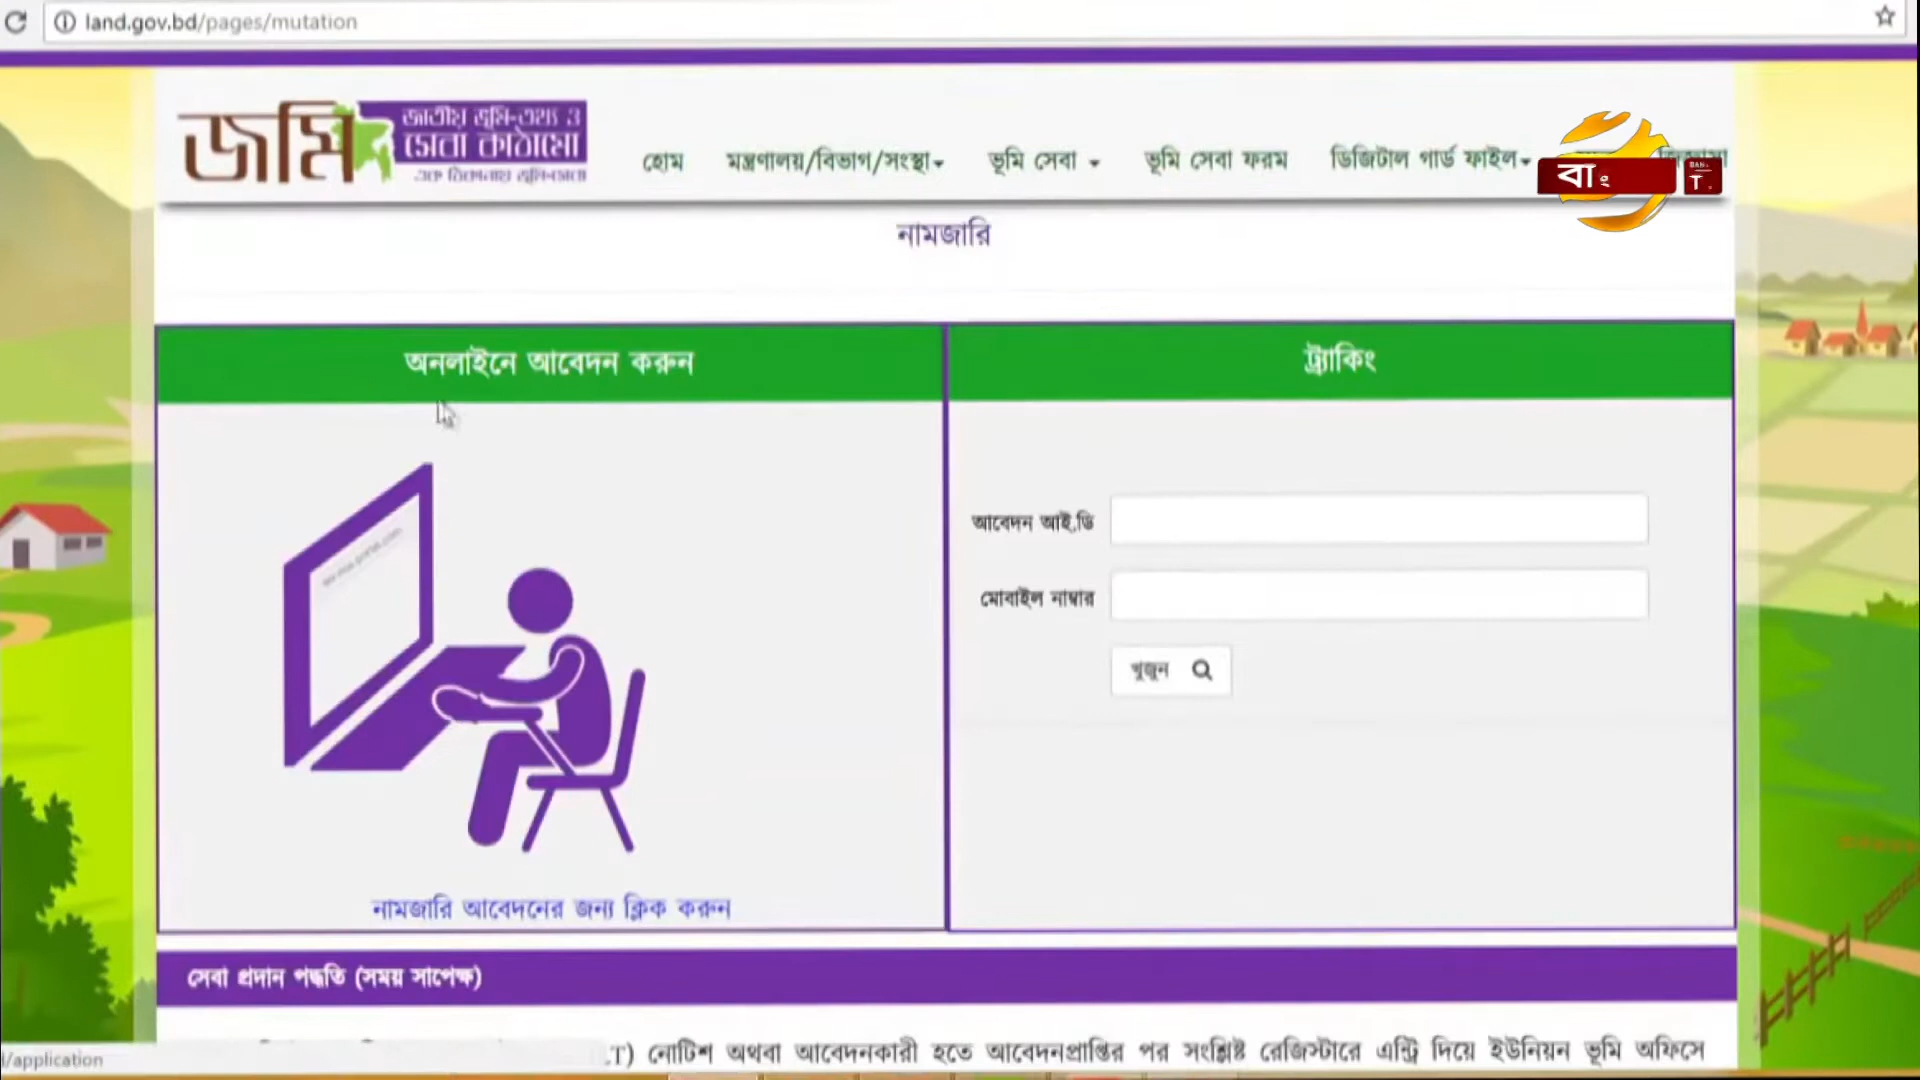 land.gov.bd/pages/mutation
জমি
জাতীয় ভূমি-তথ্য ও
সেবা কাঠামো
হোম
মন্ত্রণালয়/বিভাগ/সংস্থা
ভূমি সেবা
ভূমি সেবা ফরম
ডিজিটাল গার্ড ফাইল
বাং
নামজারি
অনলাইনে আবেদন করুন
ট্র্যাকিং
আবেদন আই.ডি
মোবাইল নাম্বার
খুজুন
নামজারি আবেদনের জন্য ক্লিক করুন
সেবা প্রদান পদ্ধতি (সময় সাপেক্ষ)
নোটিশ অথবা আবেদনকারী হতে আবেদনপ্রাপ্তির পর সংশ্লিষ্ট রেজিস্টারে এন্ট্রি দিয়ে ইউনিয়ন ভূমি অফিসে
/application